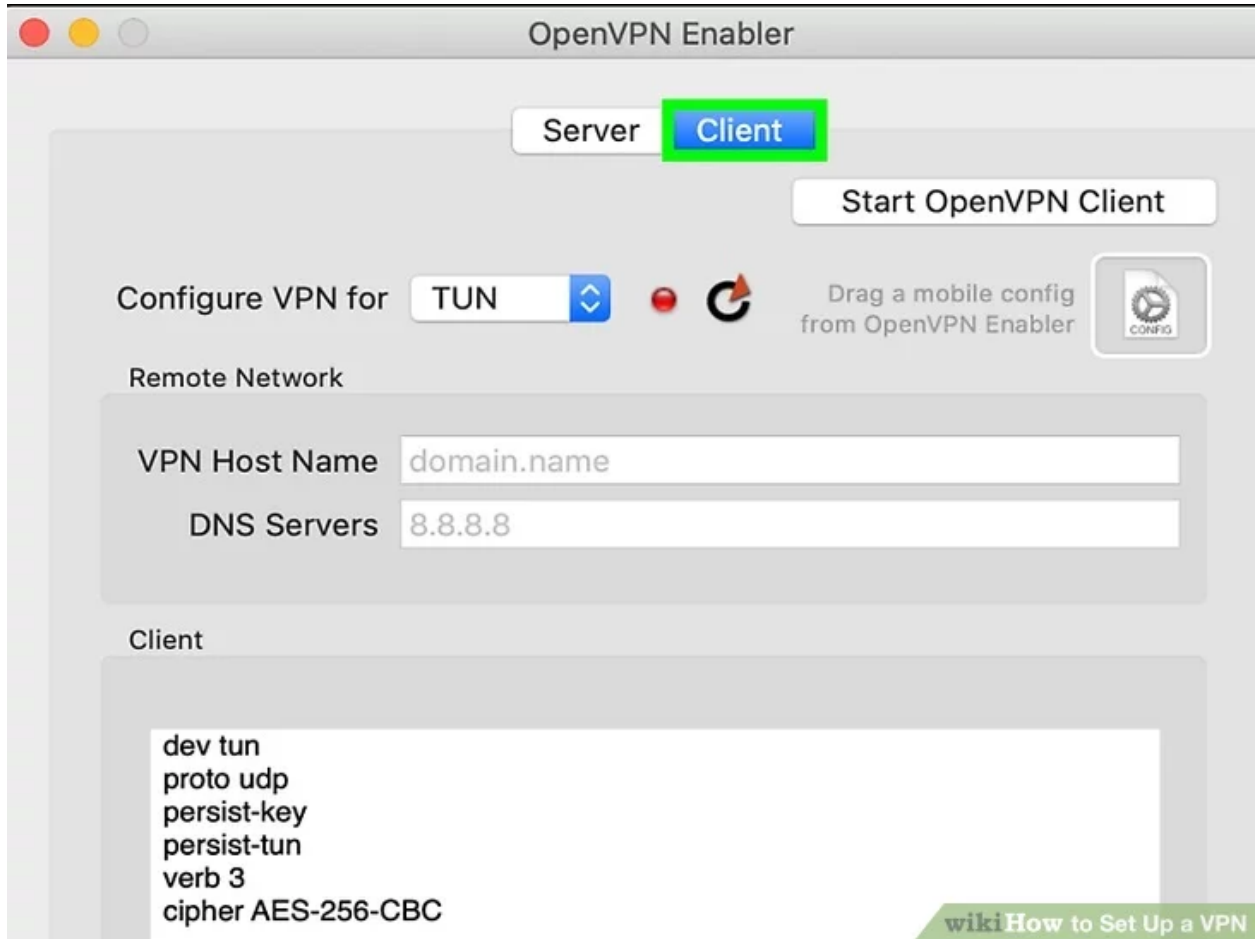 OpenVPN Enabler
Server Client
Start OpenVPN Client
Configure VPN for TUN
Drag a mobile config
from OpenVPN Enabler
CONFIG
Remote Network
VPN Host Name domain.name
DNS Servers 8.8.8.8
Client
dev tun
proto udp
persist-key
persist-tun
verb 3
cipher AES-256-CBC
wikiHow to Set Up a VPN